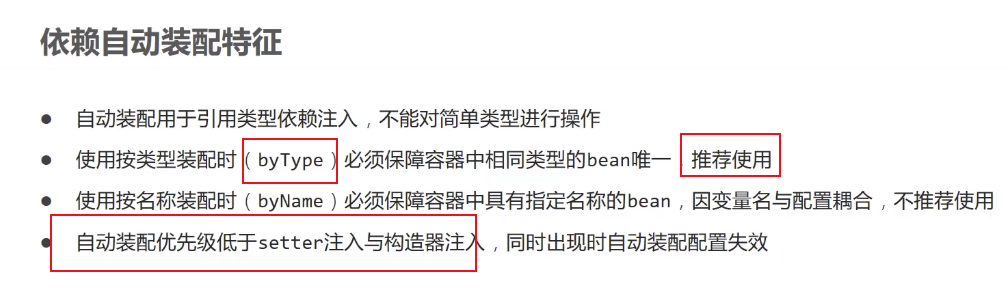 依赖自动装配特征
● 自动装配用于引用类型依赖注入，不能对简单类型进行操作
● 使用按类型装配时（byType）必须保障容器中相同类型的bean唯一，推荐使用
● 使用按名称装配时（byName）必须保障容器中具有指定名称的bean，因变量名与配置耦合，不推荐使用
● 自动装配优先级低于setter注入与构造器注入，同时出现时自动装配配置失效